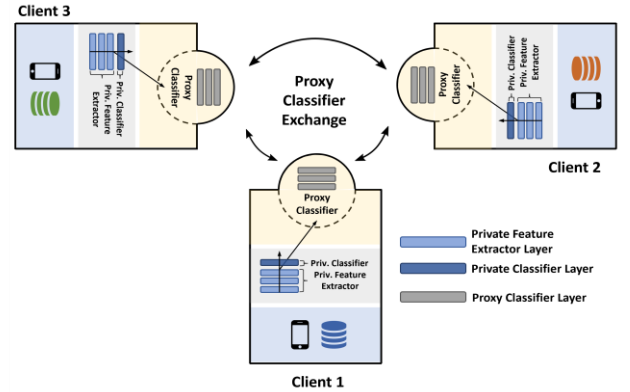 Client 3
Priv. Classifier
Priv. Feature
Extractor
Proxy
Classifier
Proxy
Classifier
Exchange
Proxy
Classifier
Priv. Classifier
Priv. Feature
Extractor
Client 2
Proxy
Classifier
Priv. Classifier
Priv. Feature
Extractor
Client 1
Private Feature
Extractor Layer
Private Classifier Layer
Proxy Classifier Layer